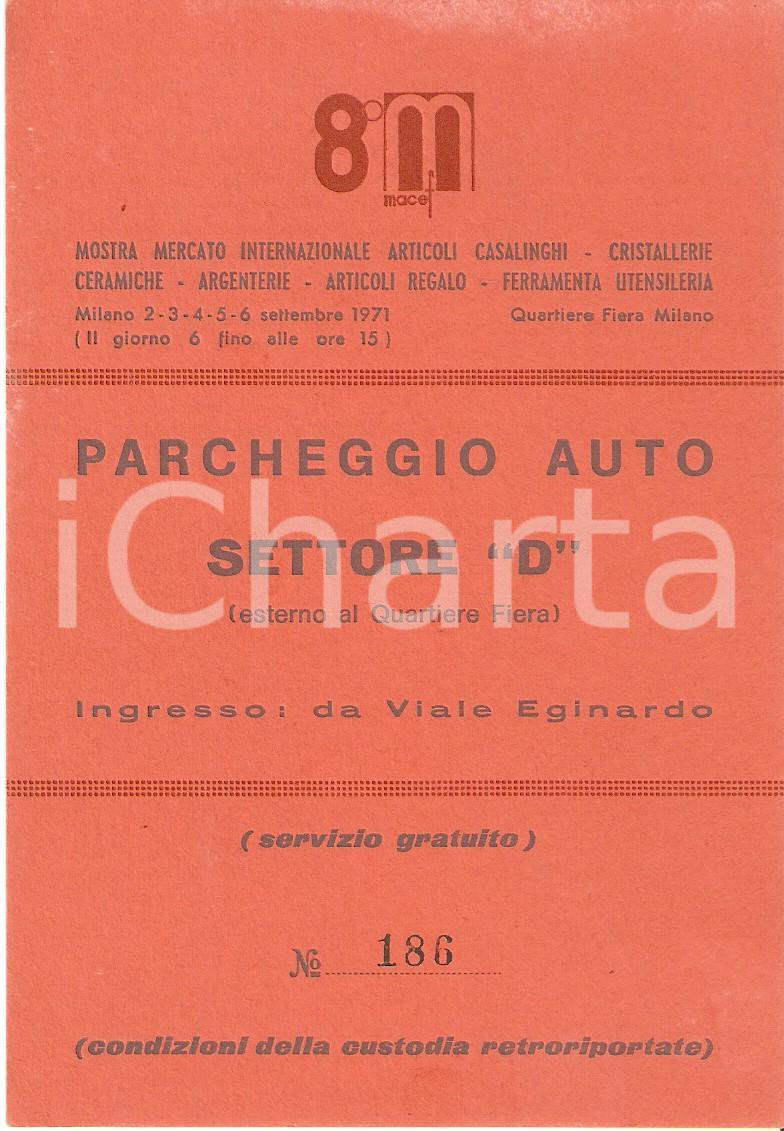 8° m
macef
MOSTRA MERCATO INTERNAZIONALE ARTICOLI CASALINGHI - CRISTALLERIE
CERAMICHE - ARGENTERIE - ARTICOLI REGALO - FERRAMENTA UTENSILERIA
Milano 2-3-4-5-6 settembre 1971 Quartiere Fiera Milano
(Il giorno 6 fino alle ore 15)
PARCHEGGIO AUTO
SETTORE “D”
(esterno al Quartiere Fiera)
iCharta
Ingresso: da Viale Eginardo
(servizio gratuito)
No 186
(condizioni della custodia retroriportate)